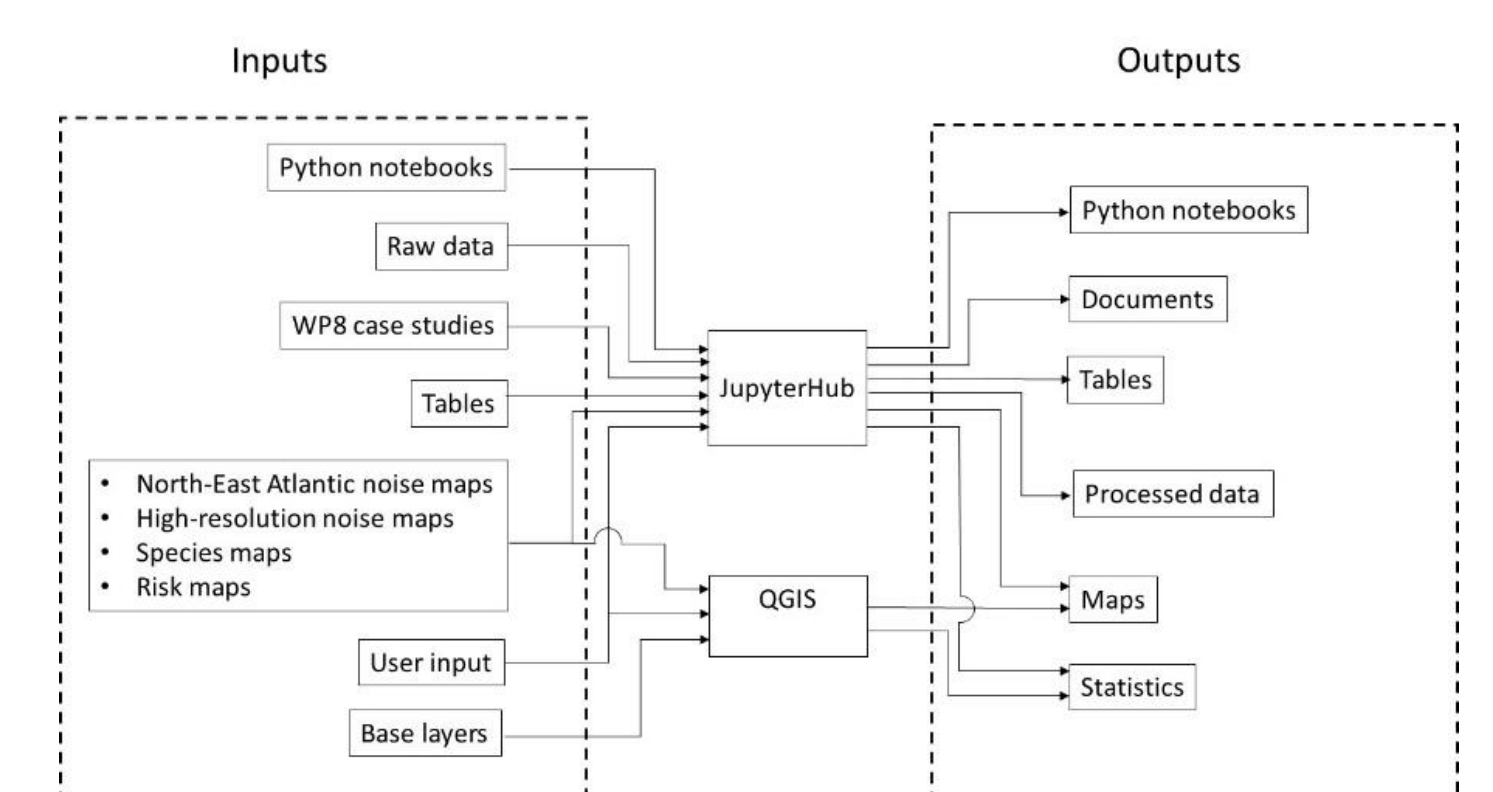 Inputs
Outputs
Python notebooks
Raw data
WP8 case studies
Tables
• North-East Atlantic noise maps
• High-resolution noise maps
• Species maps
• Risk maps
User input
Base layers
JupyterHub
QGIS
Python notebooks
Documents
Tables
Processed data
Maps
Statistics